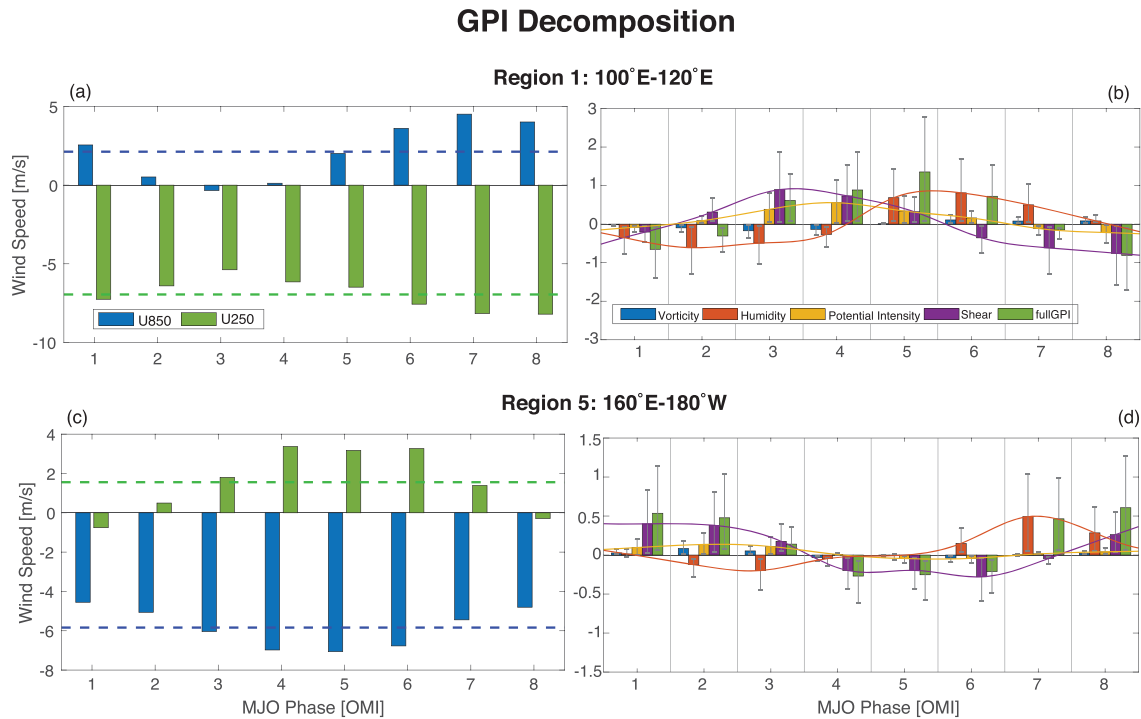 GPI Decomposition
Region 1: 100°E-120°E
(a)
(b)
Wind Speed [m/s]
5
0
-5
-10
1 2 3 4 5 6 7 8
U850 U250
3
2
1
0
-1
-2
-3
Vorticity Humidity Potential Intensity Shear fullGPI
1 2 3 4 5 6 7 8
Region 5: 160°E-180°W
(c)
(d)
Wind Speed [m/s]
4
2
0
-2
-4
-6
-8
1 2 3 4 5 6 7 8
MJO Phase [OMI]
1.5
1
0.5
0
-0.5
-1
-1.5
1 2 3 4 5 6 7 8
MJO Phase [OMI]